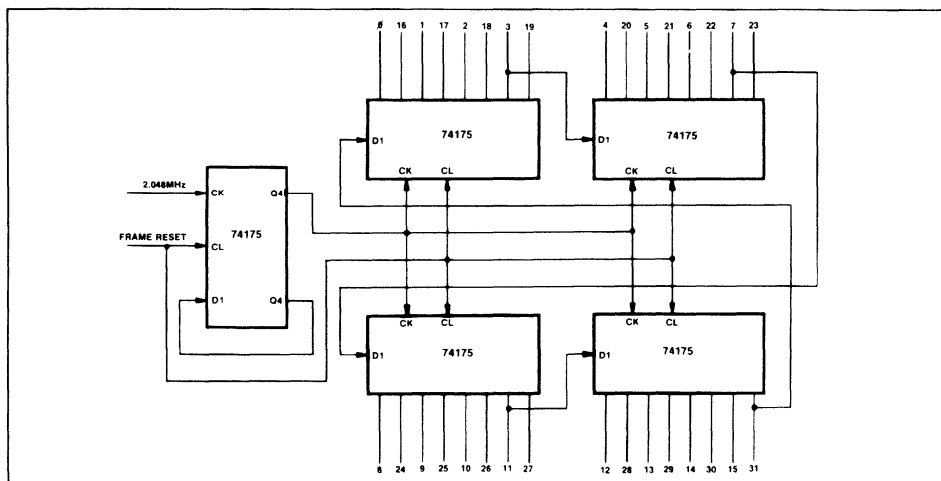 0 16 1 17 2 18 3 19 4 20 5 21 6 22 7 23
74175 74175
D1 D1
CK CL CK CL
2.048MHz CK Q4
74175
FRAME RESET CL
D1 Q4
CK CL CK CL
74175 74175
D1 D1
8 24 9 25 10 26 11 27 12 28 13 29 14 30 15 31